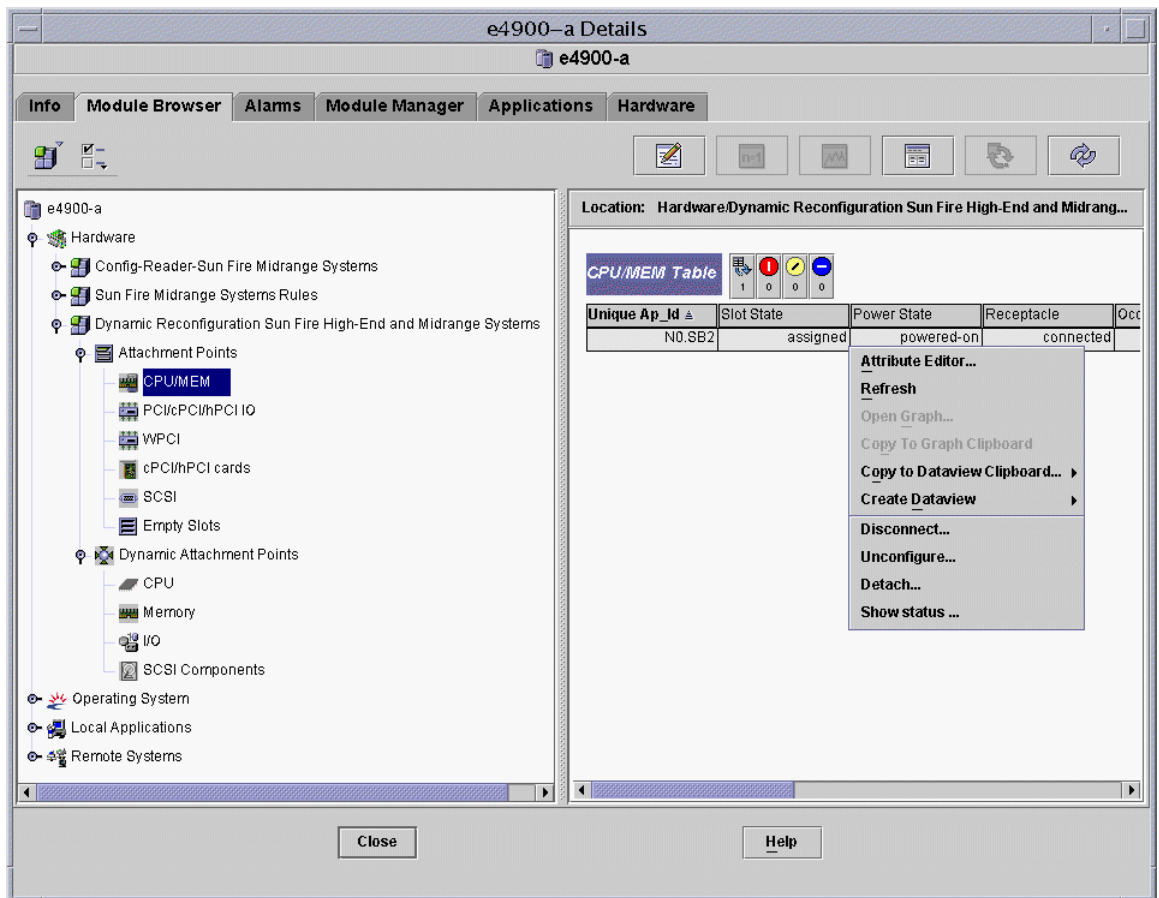 e4900–a Details
e4900-a
Info Module Browser Alarms Module Manager Applications Hardware
n=1
e4900-a
Hardware
Config-Reader-Sun Fire Midrange Systems
Sun Fire Midrange Systems Rules
Dynamic Reconfiguration Sun Fire High-End and Midrange Systems
Attachment Points
CPU/MEM
PCI/cPCI/hPCI IO
WPCI
cPCI/hPCI cards
SCSI
Empty Slots
Dynamic Attachment Points
CPU
Memory
I/O
SCSI Components
Operating System
Local Applications
Remote Systems
Location: Hardware/Dynamic Reconfiguration Sun Fire High-End and Midrang...
CPU/MEM Table
1 0 0 0
Unique Ap_Id Slot State Power State Receptacle Occ
N0.SB2 assigned powered-on connected
Attribute Editor...
Refresh
Open Graph...
Copy To Graph Clipboard
Copy to Dataview Clipboard...
Create Dataview
Disconnect...
Unconfigure...
Detach...
Show status ...
Close Help